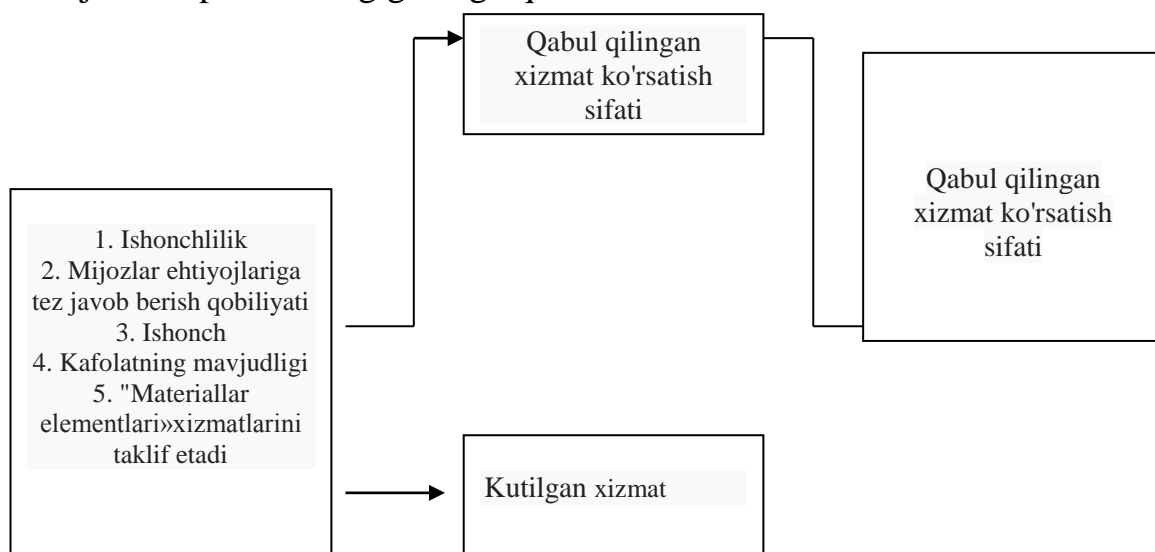 Qabul qilingan
xizmat ko'rsatish
sifati
Qabul qilingan
xizmat ko'rsatish
sifati
1. Ishonchlilik
2. Mijozlar ehtiyojlariga
tez javob berish qobiliyati
3. Ishonch
4. Kafolatning mavjudligi
5. "Materiallar
elementlari»xizmatlarini
taklif etadi
Kutilgan xizmat